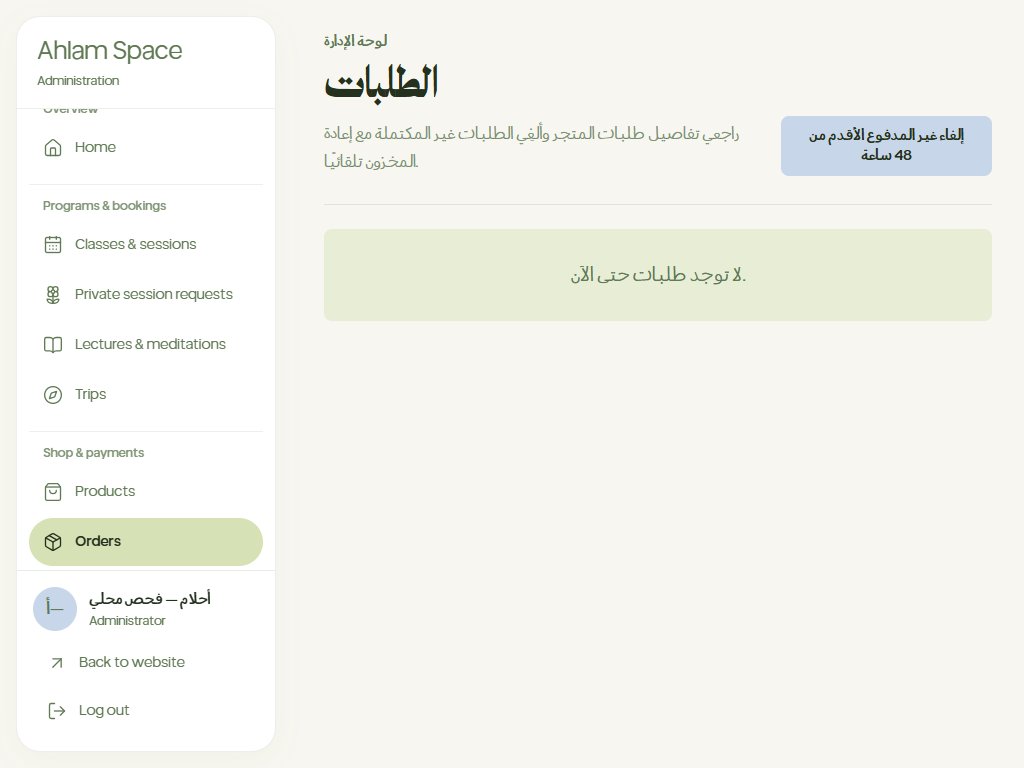 Ahlam Space
Administration
Overview
Home
Programs & bookings
Classes & sessions
Private session requests
Lectures & meditations
Trips
Shop & payments
Products
Orders
أحلام — فحص محلي
أ—
Administrator
Back to website
Log out
لوحة الإدارة
الطلبات
راجعي تفاصيل طلبات المتجر وألغي الطلبات غير المكتملة مع إعادة
المخزون تلقائيًا.
إلغاء غير المدفوع الأقدم من
48 ساعة
لا توجد طلبات حتى الآن.